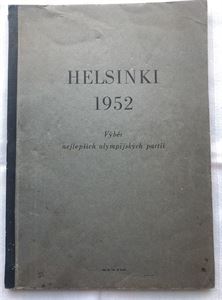 HELSINKI
1952
Výběr
nejlepších olympijských partií